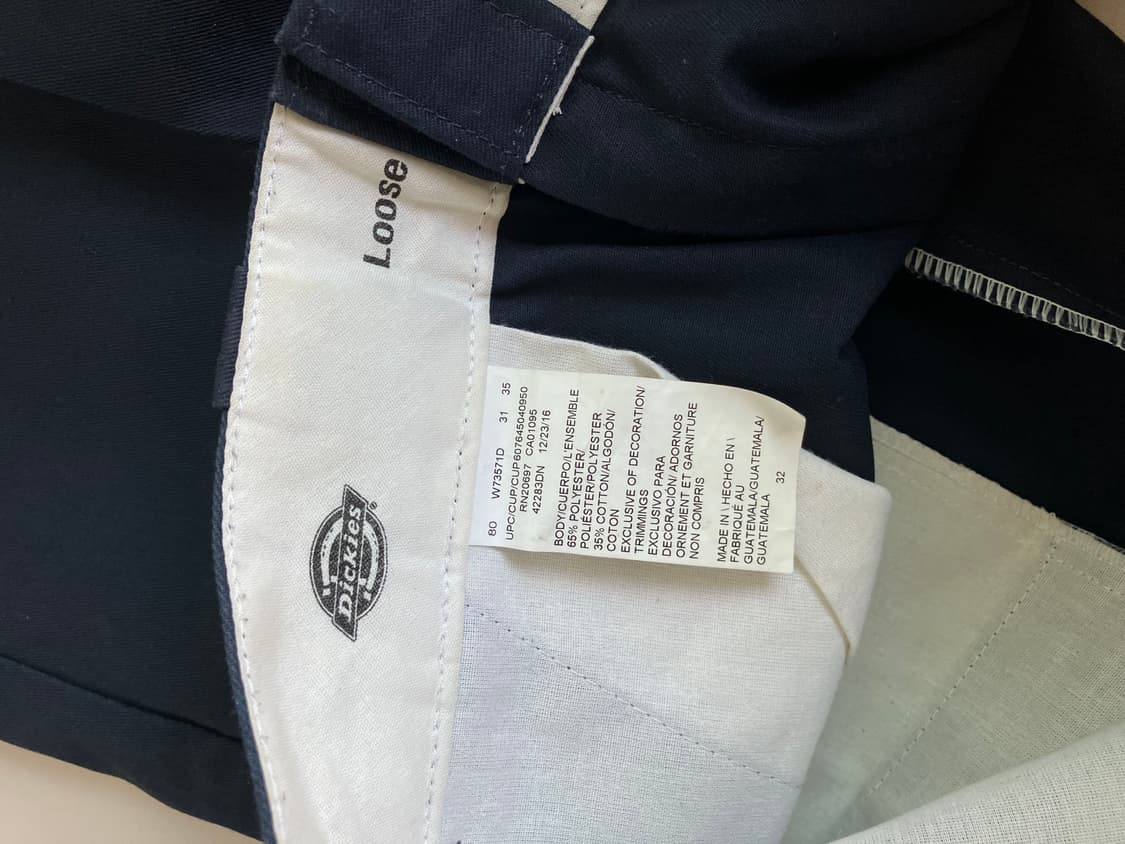 Loose
Dickies®
80 W73571D 31 35
UPC/CUP/CUP607645040950
RN20697 CA01095
42283DN 12/23/16
BODY/CUERPO/L'ENSEMBLE
65% POLYESTER/
POLIÉSTER/POLYESTER
35% COTTON/ALGODÓN/
COTON
EXCLUSIVE OF DECORATION/
TRIMMINGS
EXCLUSIVO PARA
DECORACIÓN/ ADORNOS
ORNEMENT ET GARNITURE
NON COMPRIS
MADE IN \ HECHO EN \
FABRIQUÉ AU
GUATEMALA/GUATEMALA/
GUATEMALA
32